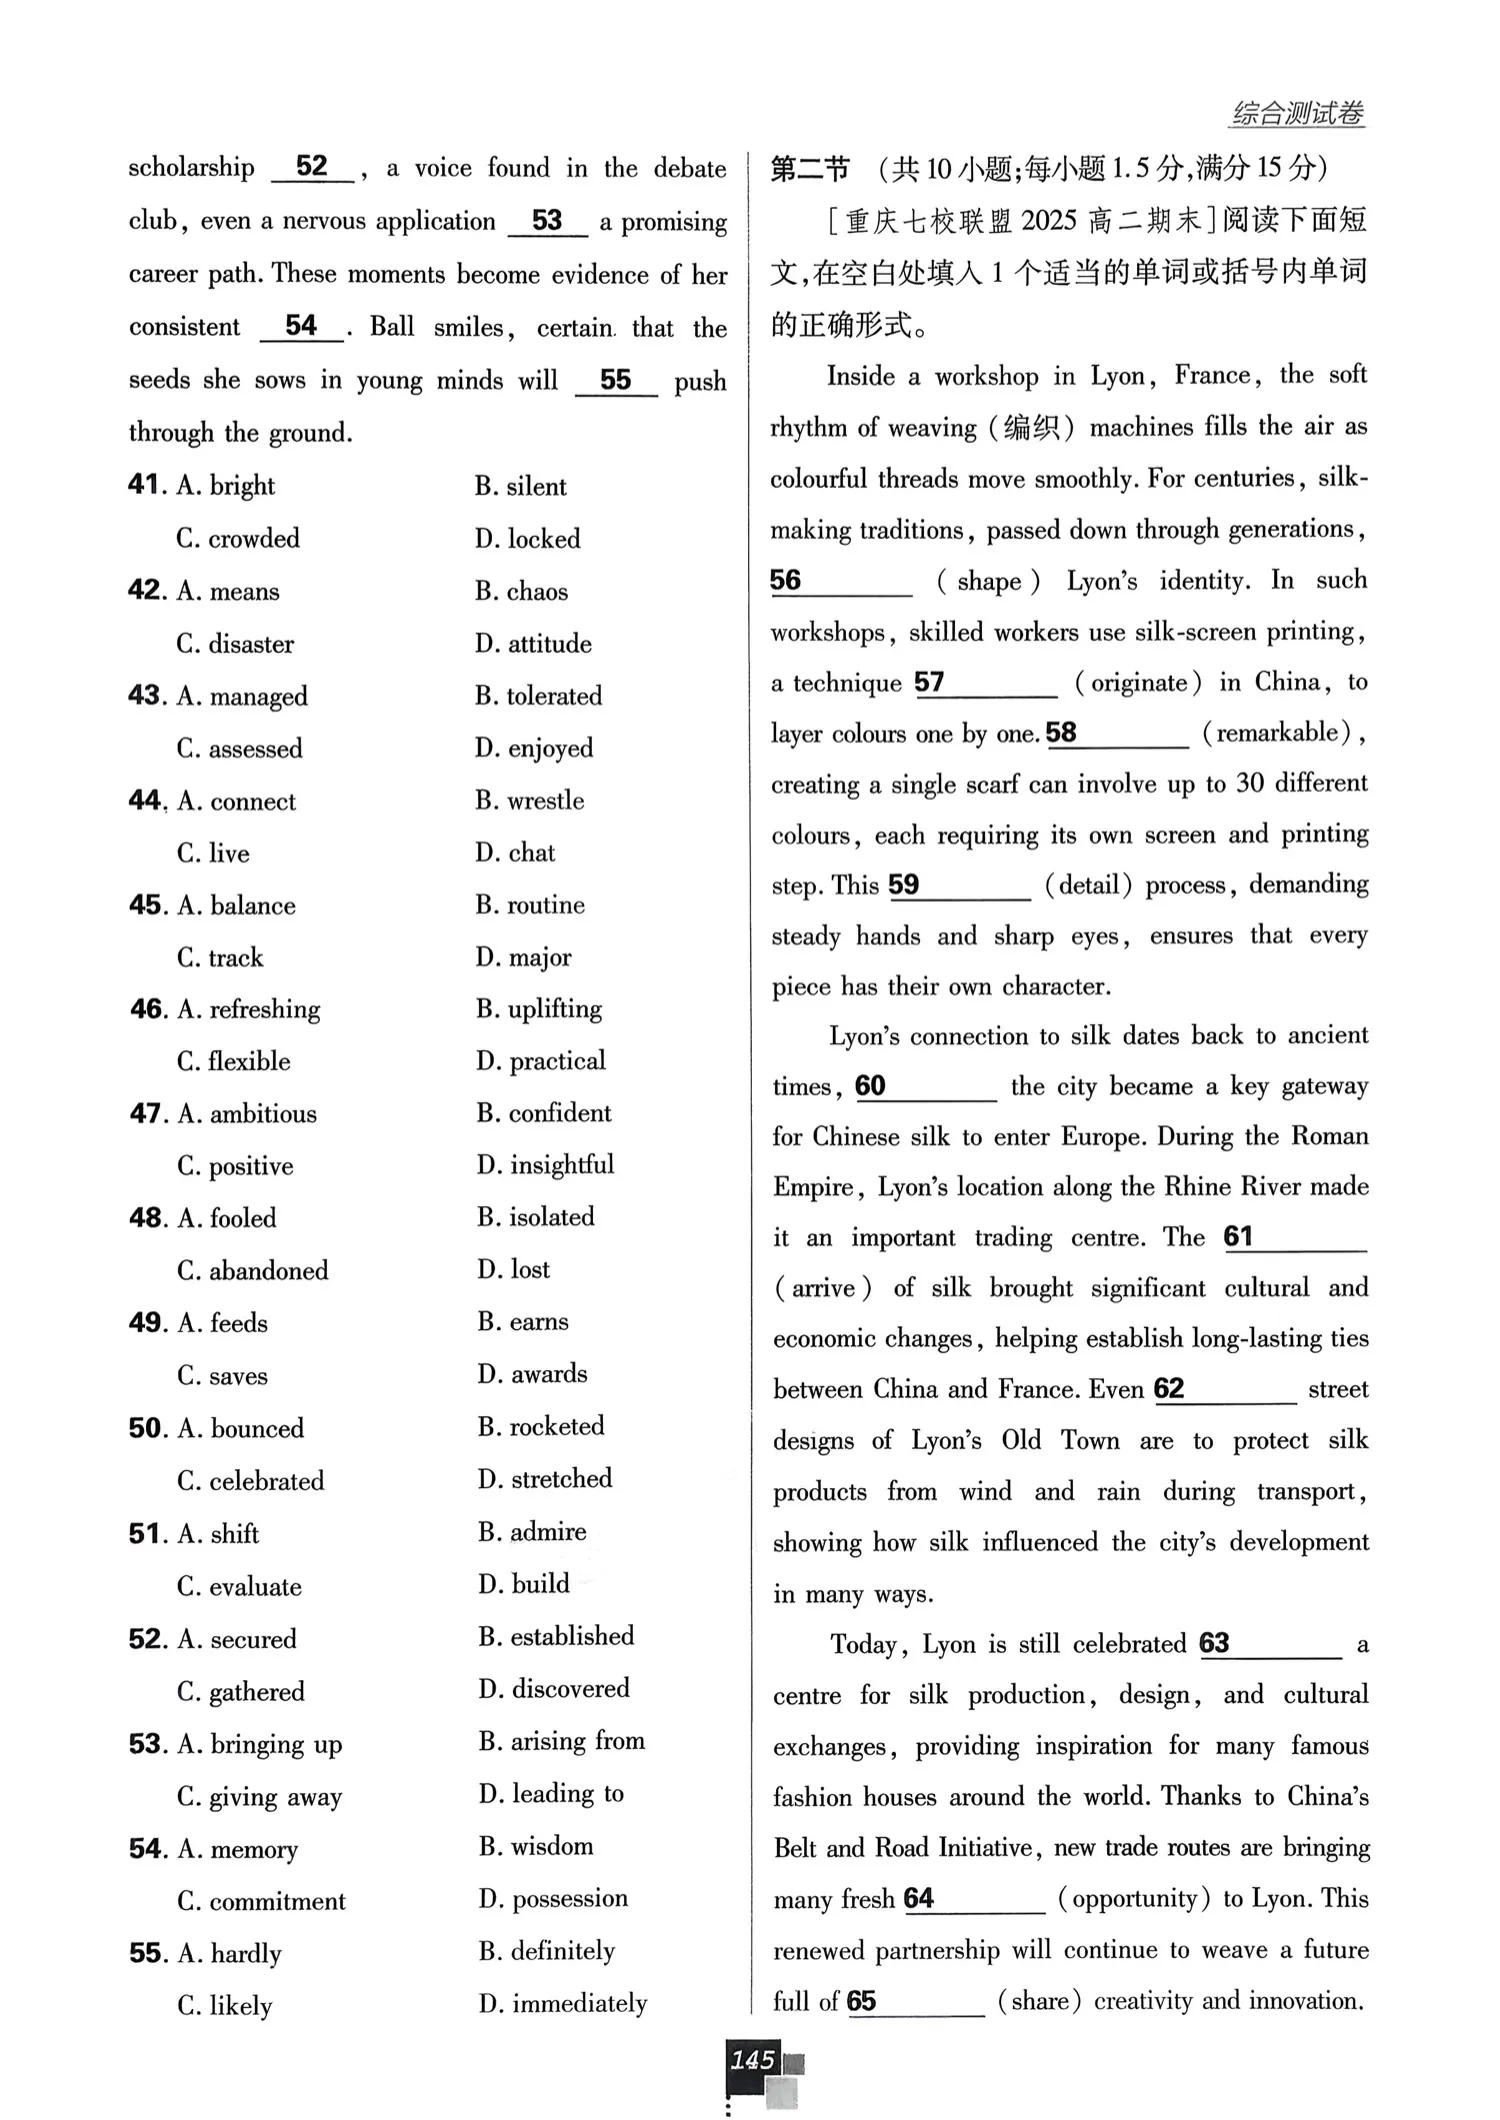 综合测试卷
scholarship 52 , a voice found in the debate
club, even a nervous application 53 a promising
career path. These moments become evidence of her
consistent 54 . Ball smiles, certain that the
seeds she sows in young minds will 55 push
through the ground.
41. A. bright B. silent
C. crowded D. locked
42. A. means B. chaos
C. disaster D. attitude
43. A. managed B. tolerated
C. assessed D. enjoyed
44. A. connect B. wrestle
C. live D. chat
45. A. balance B. routine
C. track D. major
46. A. refreshing B. uplifting
C. flexible D. practical
47. A. ambitious B. confident
C. positive D. insightful
48. A. fooled B. isolated
C. abandoned D. lost
49. A. feeds B. earns
C. saves D. awards
50. A. bounced B. rocketed
C. celebrated D. stretched
51. A. shift B. admire
C. evaluate D. build
52. A. secured B. established
C. gathered D. discovered
53. A. bringing up B. arising from
C. giving away D. leading to
54. A. memory B. wisdom
C. commitment D. possession
55. A. hardly B. definitely
C. likely D. immediately
第二节 (共10小题;每小题1.5分,满分15分)
[重庆七校联盟2025高二期末]阅读下面短
文,在空白处填入1个适当的单词或括号内单词
的正确形式。
Inside a workshop in Lyon, France, the soft
rhythm of weaving (编织) machines fills the air as
colourful threads move smoothly. For centuries, silk-
making traditions, passed down through generations,
56 (shape) Lyon's identity. In such
workshops, skilled workers use silk-screen printing,
a technique 57 (originate) in China, to
layer colours one by one. 58 (remarkable),
creating a single scarf can involve up to 30 different
colours, each requiring its own screen and printing
step. This 59 (detail) process, demanding
steady hands and sharp eyes, ensures that every
piece has their own character.
Lyon's connection to silk dates back to ancient
times, 60 the city became a key gateway
for Chinese silk to enter Europe. During the Roman
Empire, Lyon's location along the Rhine River made
it an important trading centre. The 61
(arrive) of silk brought significant cultural and
economic changes, helping establish long-lasting ties
between China and France. Even 62 street
designs of Lyon's Old Town are to protect silk
products from wind and rain during transport,
showing how silk influenced the city's development
in many ways.
Today, Lyon is still celebrated 63 a
centre for silk production, design, and cultural
exchanges, providing inspiration for many famous
fashion houses around the world. Thanks to China's
Belt and Road Initiative, new trade routes are bringing
many fresh 64 (opportunity) to Lyon. This
renewed partnership will continue to weave a future
full of 65 (share) creativity and innovation.
145